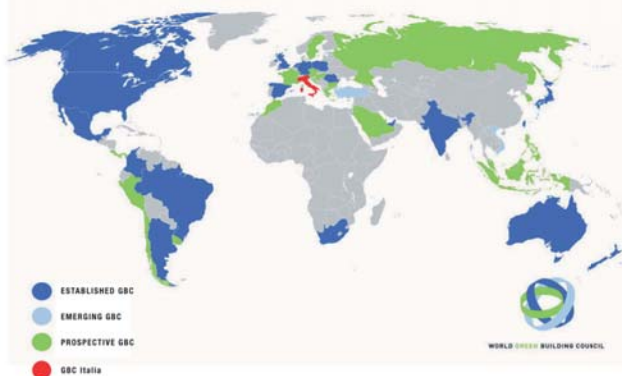 ESTABLISHED GBC
EMERGING GBC
PROSPECTIVE GBC
GBC Italia
WORLD GREEN BUILDING COUNCIL